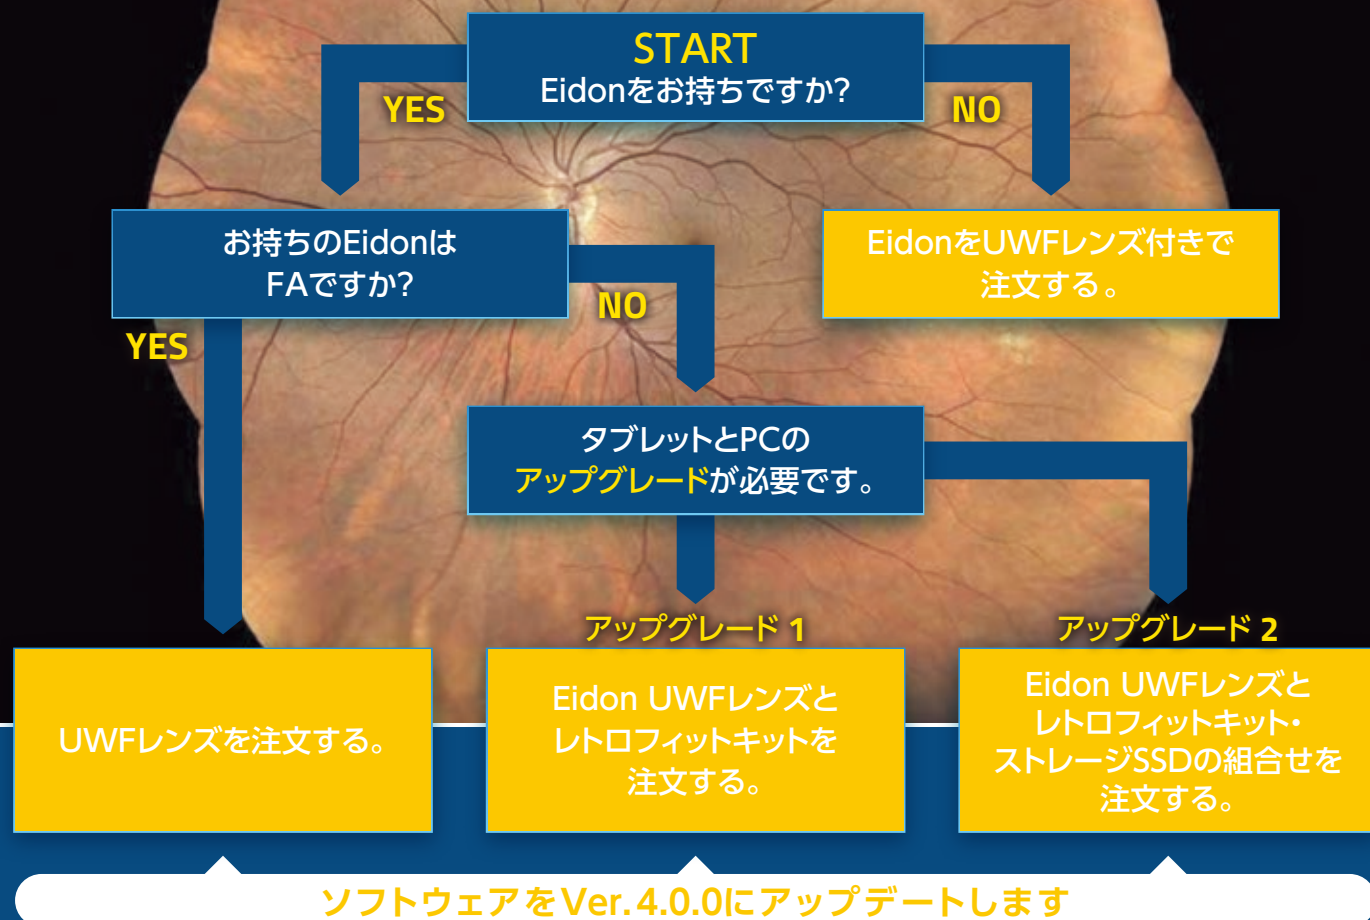 START
Eidonをお持ちですか?
YES
NO
お持ちのEidonは
FAですか?
EidonをUWFレンズ付きで
注文する。
NO
YES
タブレットとPCの
アップグレードが必要です。
アップグレード 1
アップグレード 2
UWFレンズを注文する。
Eidon UWFレンズと
レトロフィットキットを
注文する。
Eidon UWFレンズと
レトロフィットキット・
ストレージSSDの組合せを
注文する。
ソフトウェアをVer.4.0.0にアップデートします